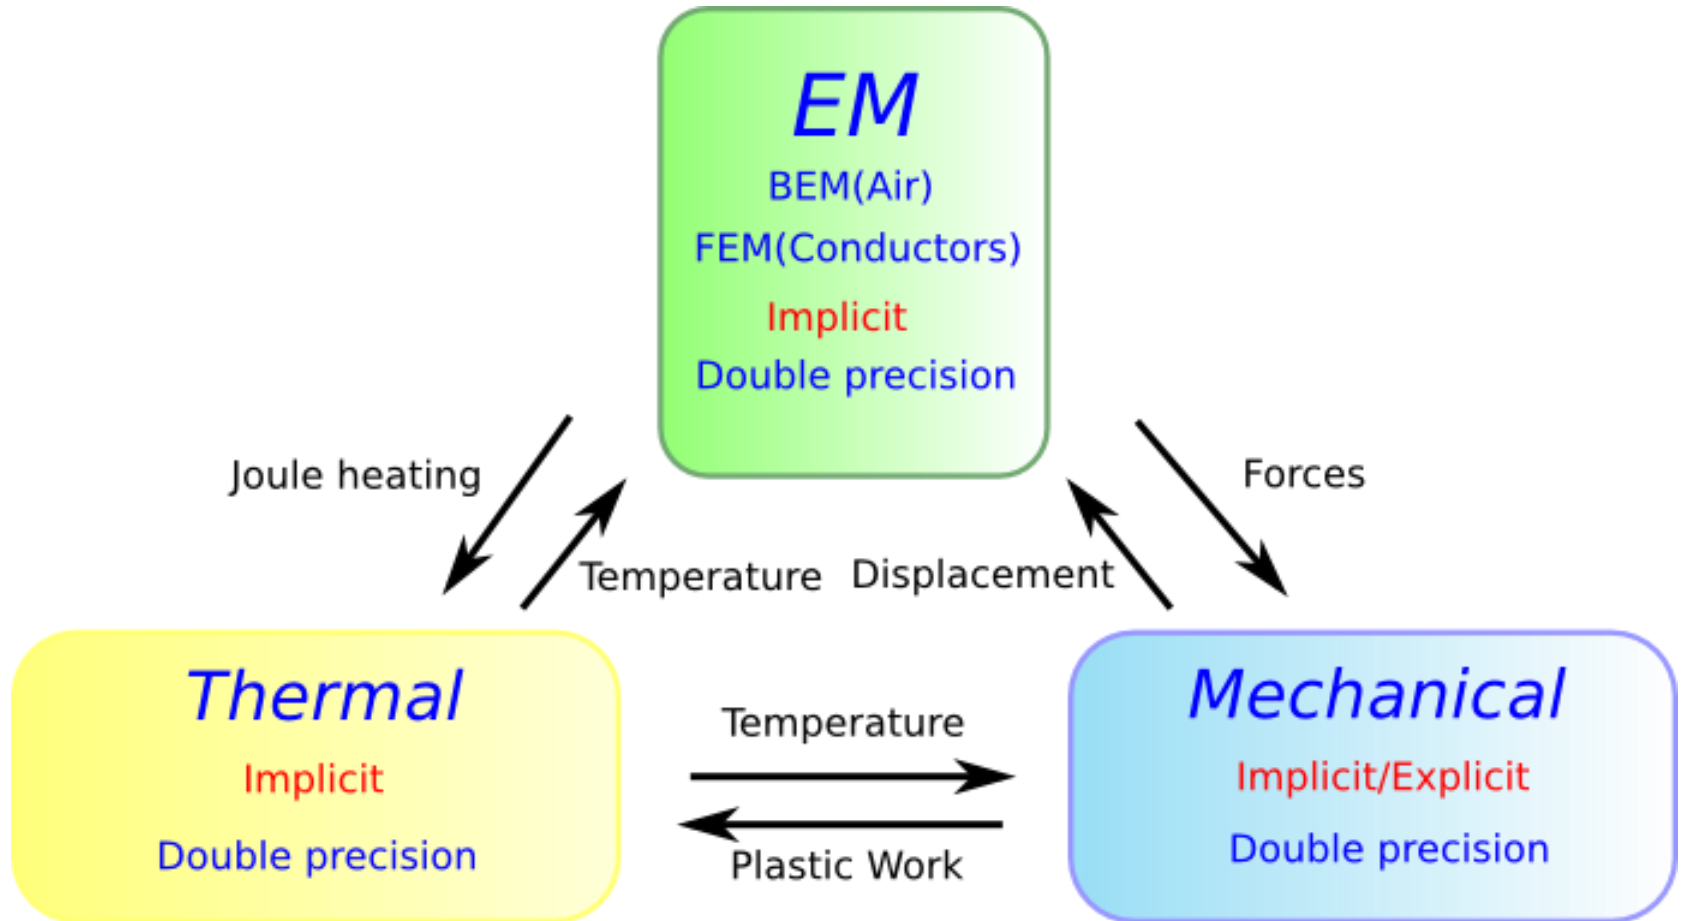 EM
BEM(Air)
FEM(Conductors)
Implicit
Double precision
Joule heating
Forces
Temperature
Displacement
Thermal
Implicit
Double precision
Temperature
Plastic Work
Mechanical
Implicit/Explicit
Double precision